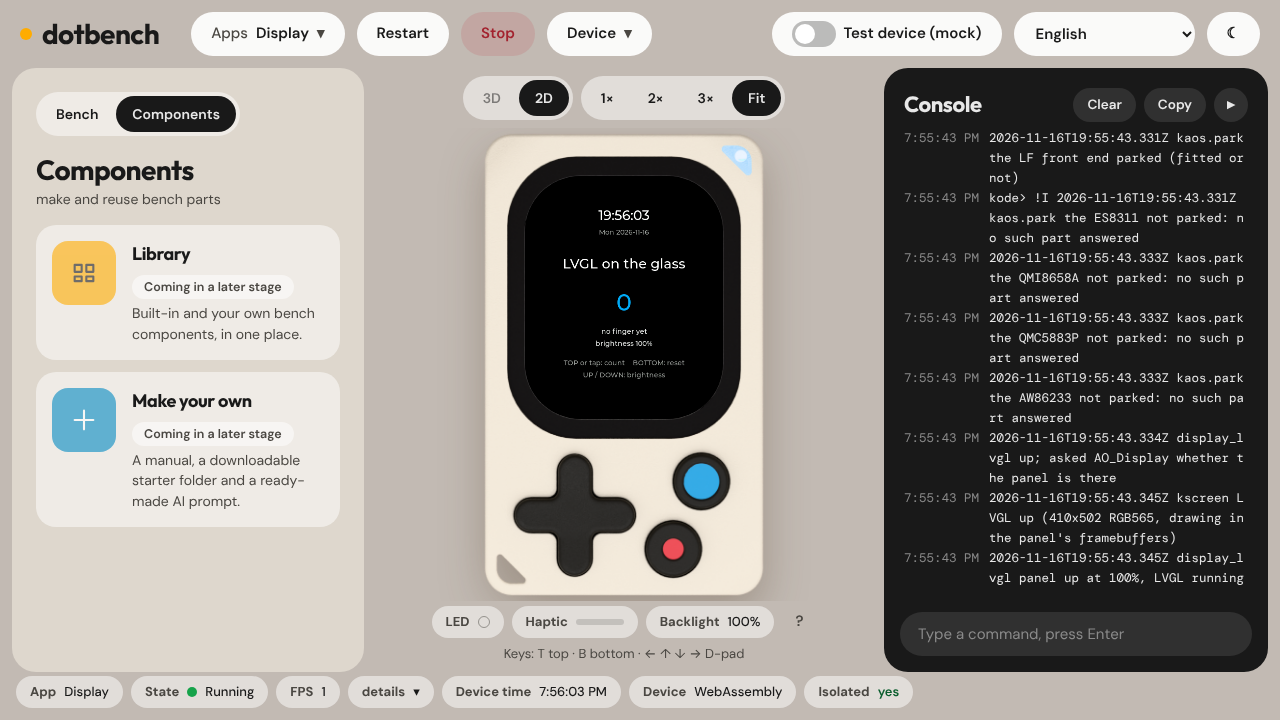 dotbench
Apps Display ▾
Restart
Stop
Device ▾
Test device (mock)
English
Bench
Components
Components
make and reuse bench parts
Library
Coming in a later stage
Built-in and your own bench
components, in one place.
Make your own
Coming in a later stage
A manual, a downloadable
starter folder and a ready-
made AI prompt.
3D
2D
1×
2×
3×
Fit
19:56:03
Mon 2026-11-16
LVGL on the glass
0
no finger yet
brightness 100%
TOP or tap: count BOTTOM: reset
UP / DOWN: brightness
LED
Haptic
Backlight 100%
?
Keys: T top · B bottom · ← ↑ ↓ → D-pad
Console
Clear
Copy
7:55:43 PM 2026-11-16T19:55:43.331Z kaos.park
the LF front end parked (fitted or
not)
7:55:43 PM kode> !I 2026-11-16T19:55:43.331Z
kaos.park the ES8311 not parked: n
o such part answered
7:55:43 PM 2026-11-16T19:55:43.333Z kaos.park
the QMI8658A not parked: no such p
art answered
7:55:43 PM 2026-11-16T19:55:43.333Z kaos.park
the QMC5883P not parked: no such p
art answered
7:55:43 PM 2026-11-16T19:55:43.333Z kaos.park
the AW86233 not parked: no such pa
rt answered
7:55:43 PM 2026-11-16T19:55:43.334Z display_l
vgl up; asked AO_Display whether t
he panel is there
7:55:43 PM 2026-11-16T19:55:43.345Z kscreen L
VGL up (410x502 RGB565, drawing in
the panel's framebuffers)
7:55:43 PM 2026-11-16T19:55:43.345Z display_l
vgl panel up at 100%, LVGL running
Type a command, press Enter
App Display
State Running
FPS 1
details ▾
Device time 7:56:03 PM
Device WebAssembly
Isolated yes